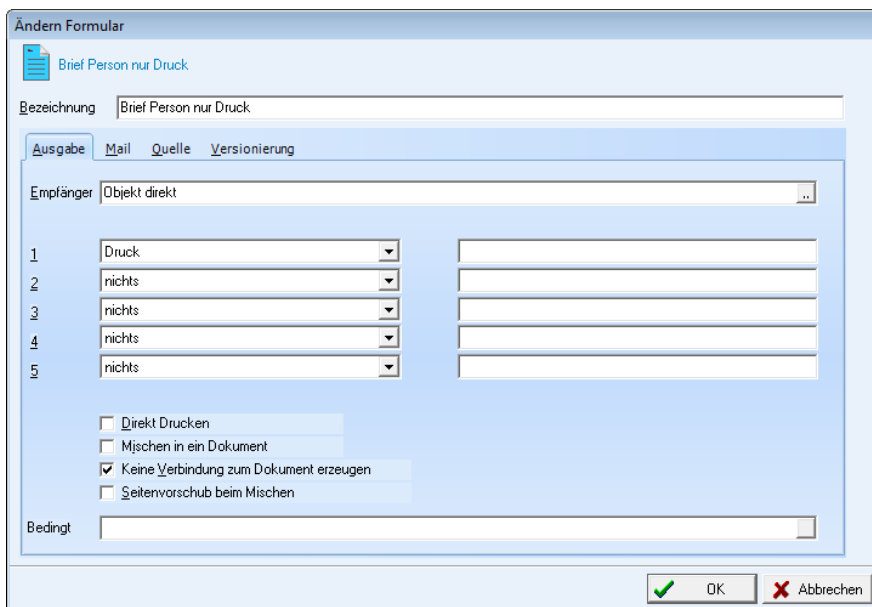 Ändern Formular
Brief Person nur Druck
Bezeichnung Brief Person nur Druck
Ausgabe Mail Quelle Versionierung
Empfänger Objekt direkt ..
1 Druck
2 nichts
3 nichts
4 nichts
5 nichts
Direkt Drucken
Mischen in ein Dokument
Keine Verbindung zum Dokument erzeugen
Seitenvorschub beim Mischen
Bedingt
OK Abbrechen